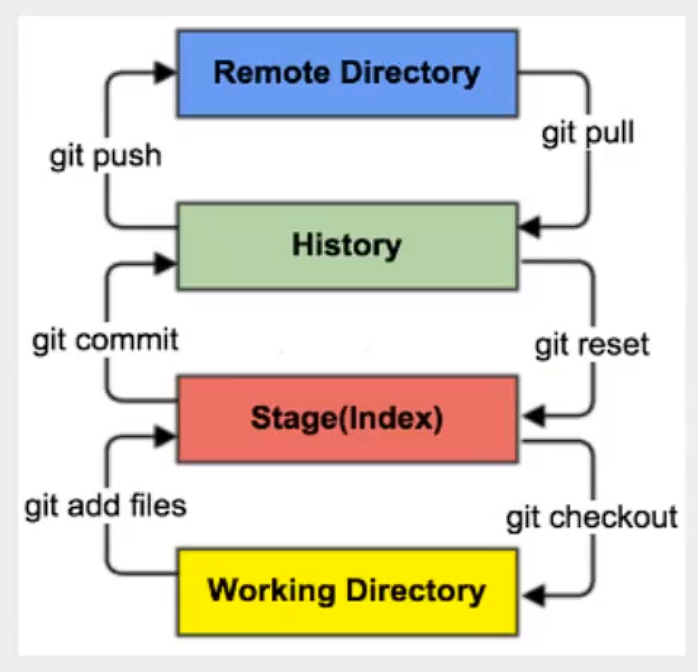 Remote Directory
git pull
git push
History
git commit
git reset
Stage(Index)
git add files
git checkout
Working Directory